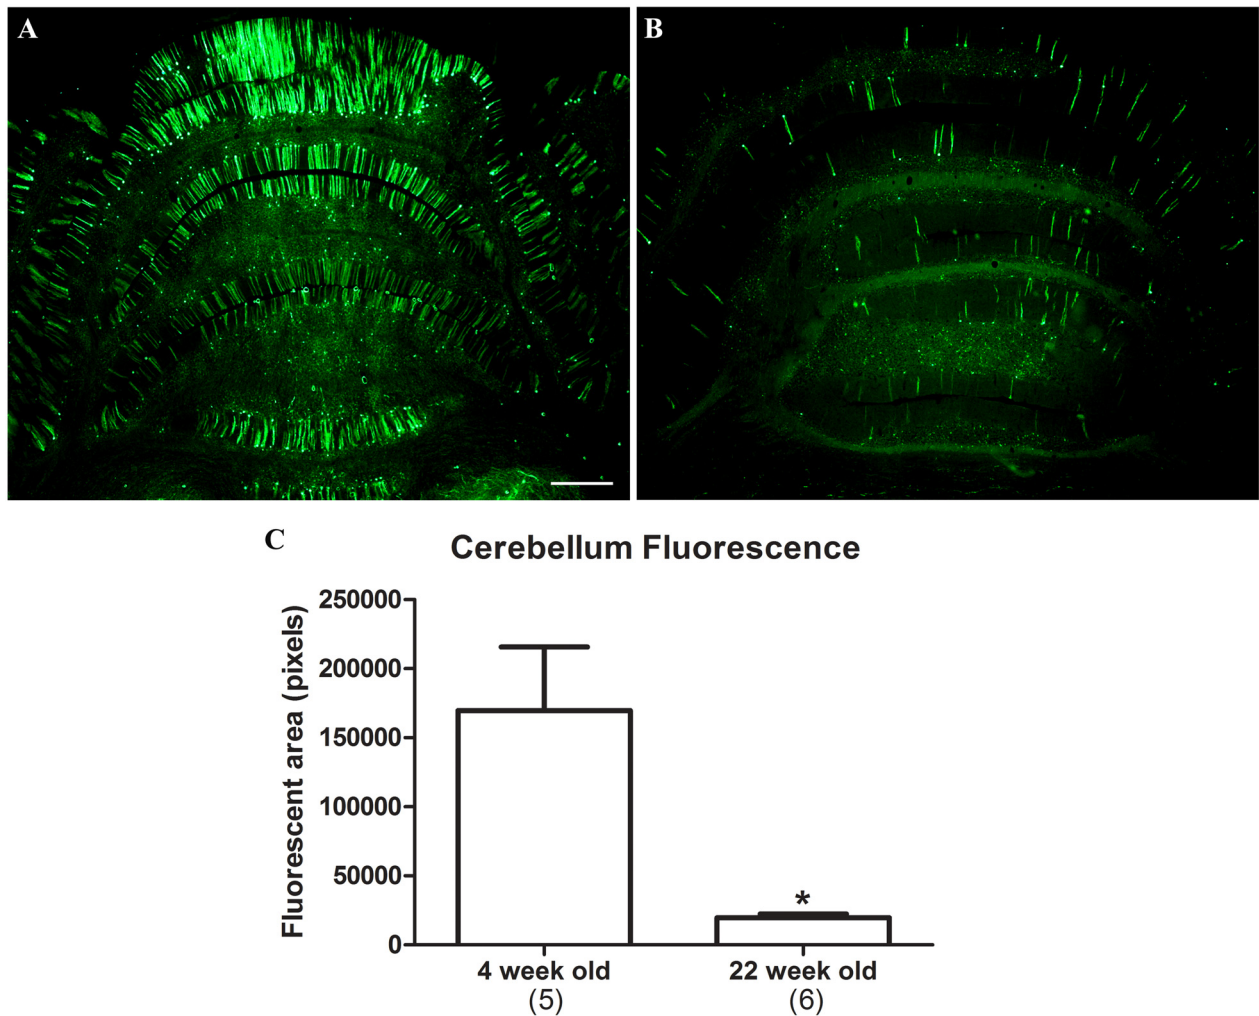 A
B
C
Cerebellum Fluorescence
Fluorescent area (pixels)
250000
200000
150000
100000
50000
0
*
4 week old
22 week old
(5)
(6)